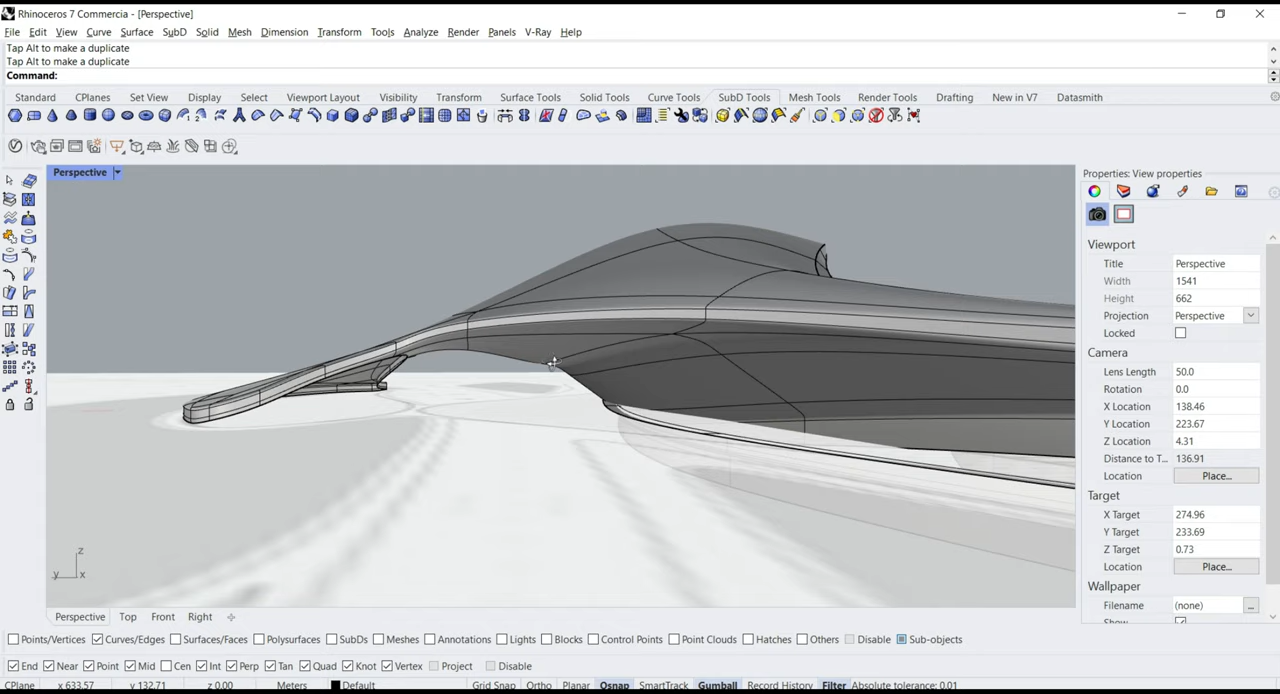 Rhinoceros 7 Commercia - [Perspective]
File Edit View Curve Surface SubD Solid Mesh Dimension Transform Tools Analyze Render Panels V-Ray Help
Tap Alt to make a duplicate
Tap Alt to make a duplicate
Command:
Standard CPlanes Set View Display Select Viewport Layout Visibility Transform Surface Tools Solid Tools Curve Tools SubD Tools Mesh Tools Render Tools Drafting New in V7 Datasmith
Perspective
Properties: View properties
Viewport
Title Perspective
Width 1541
Height 662
Projection Perspective
Locked
Camera
Lens Length 50.0
Rotation 0.0
X Location 138.46
Y Location 223.67
Z Location 4.31
Distance to T... 136.91
Location Place...
Target
X Target 274.96
Y Target 233.69
Z Target 0.73
Location Place...
Wallpaper
Filename (none) ...
Show
z
y x
Perspective Top Front Right
Points/Vertices Curves/Edges Surfaces/Faces Polysurfaces SubDs Meshes Annotations Lights Blocks Control Points Point Clouds Hatches Others Disable Sub-objects
End Near Point Mid Cen Int Perp Tan Quad Knot Vertex Project Disable
CPlane x 633.57 y 132.71 z 0.00 Meters Default Grid Snap Ortho Planar Osnap SmartTrack Gumball Record History Filter Absolute tolerance: 0.01